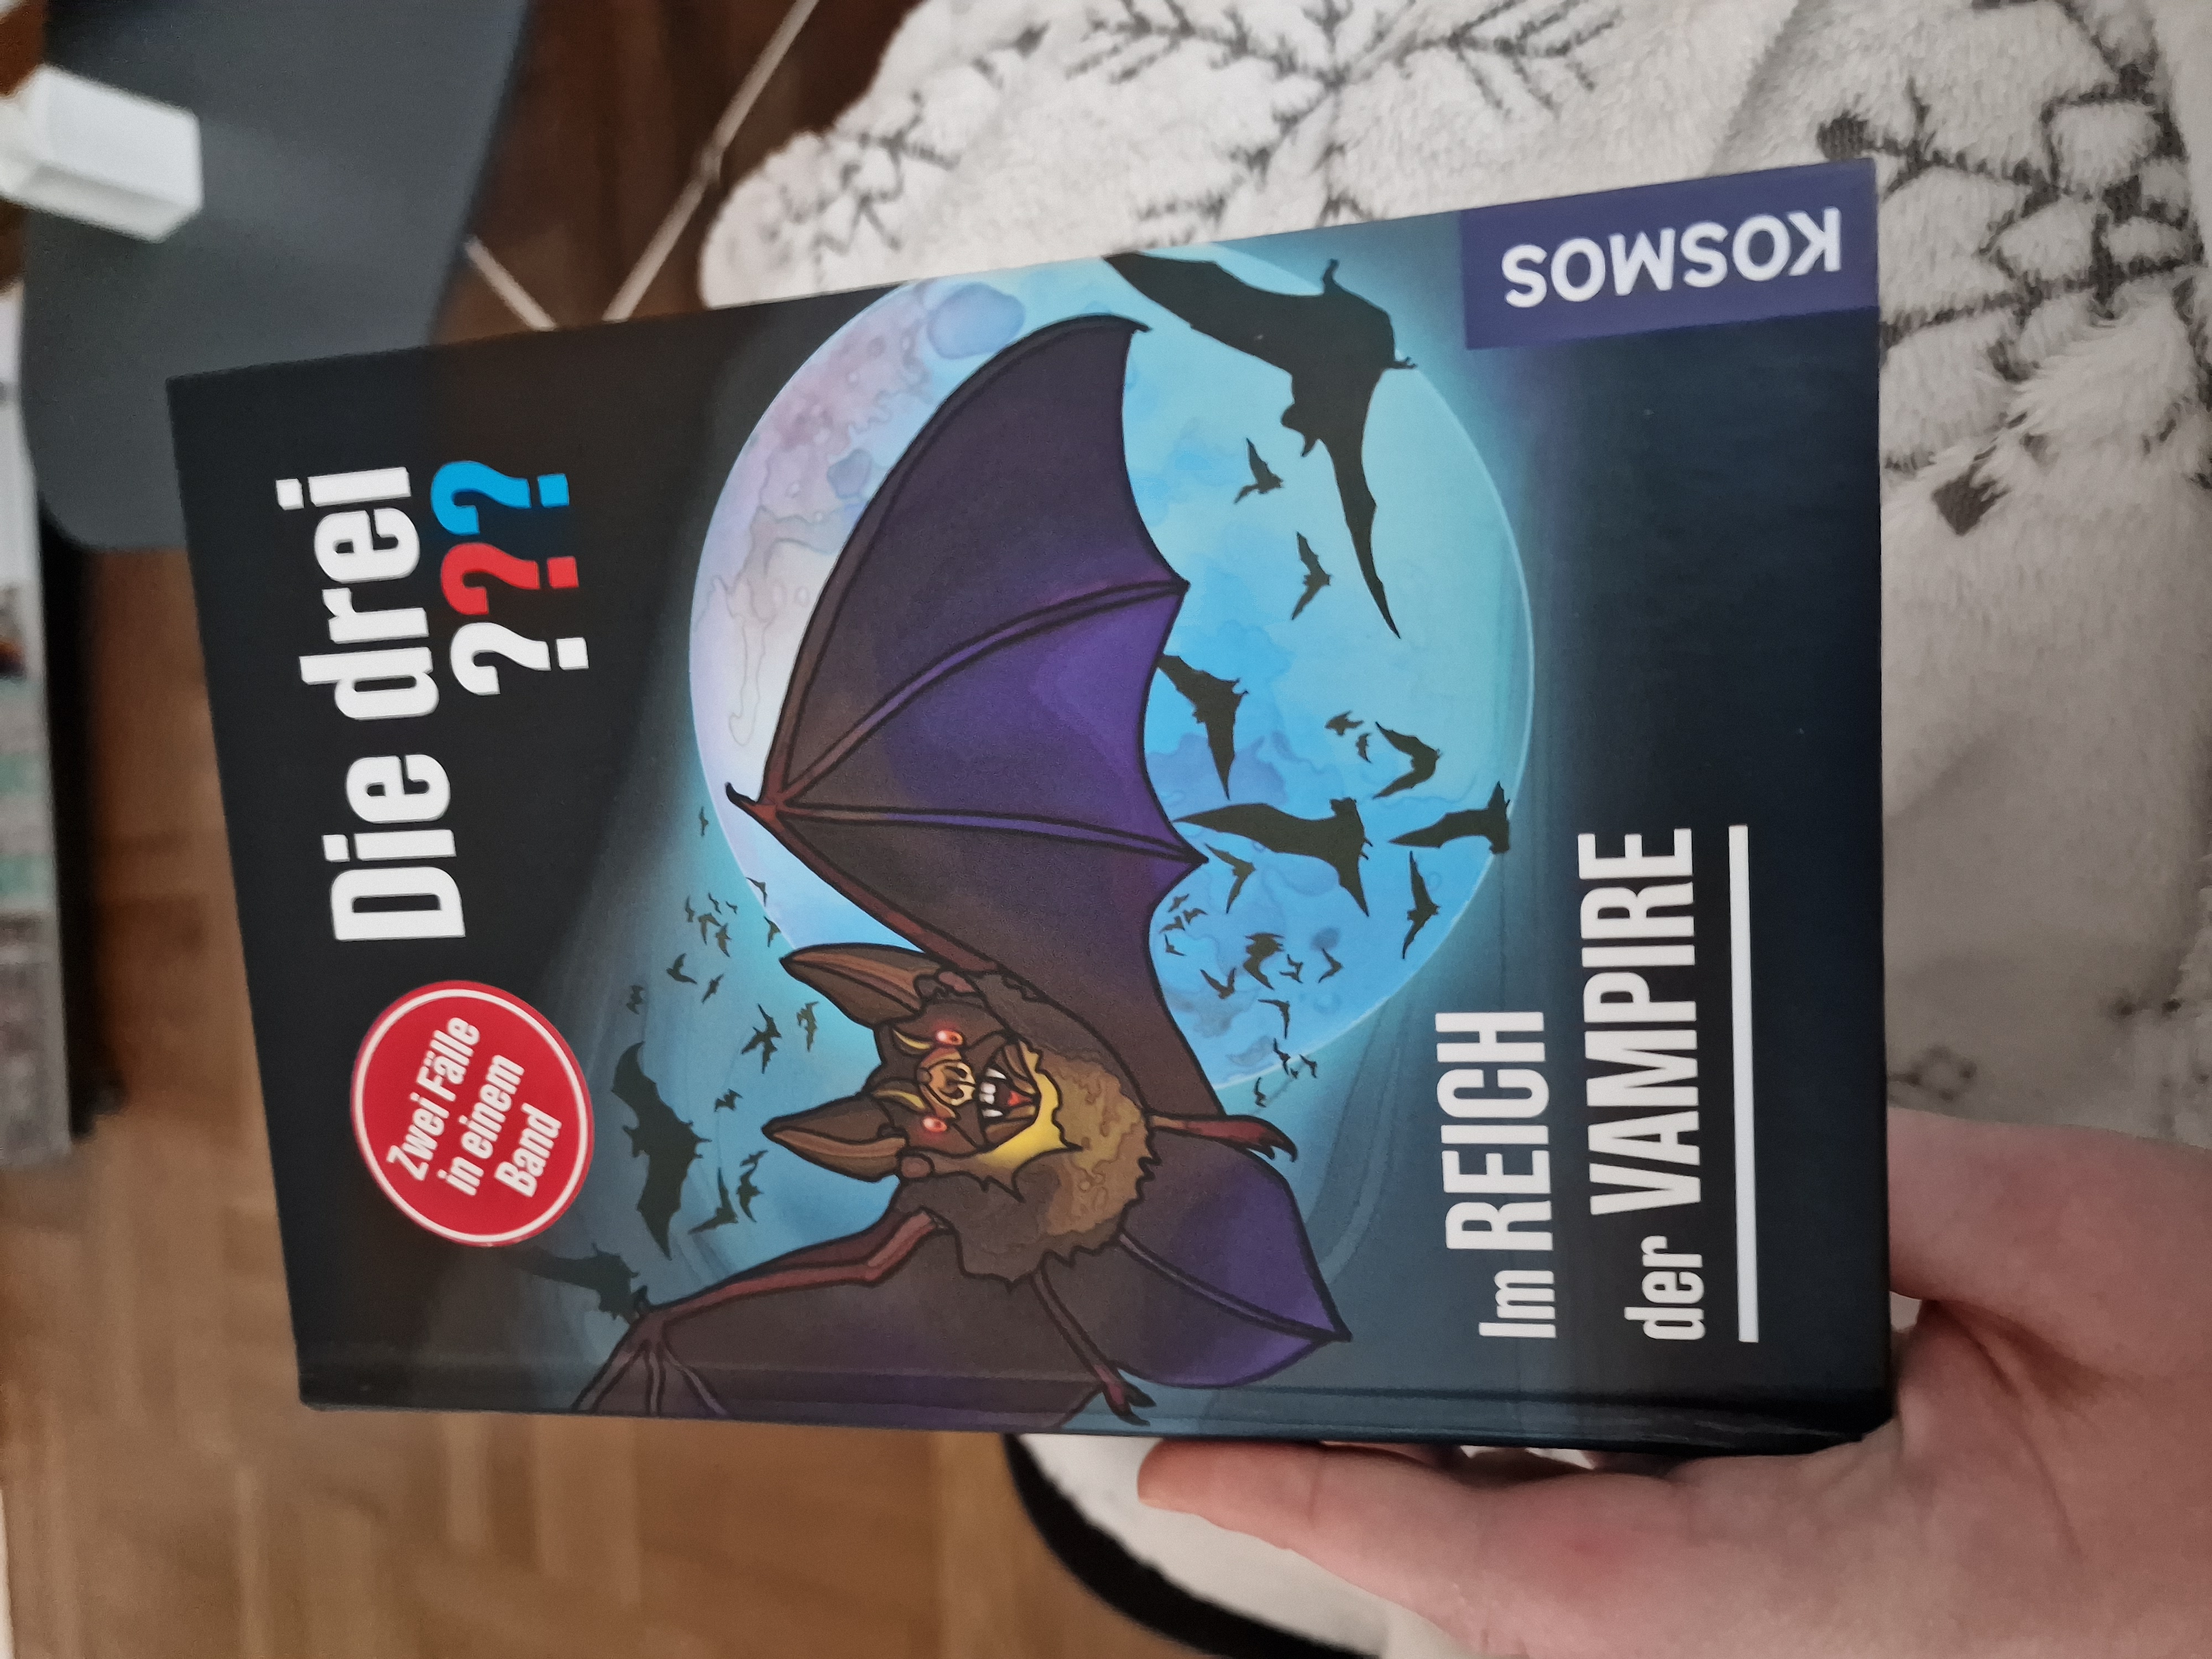 Die drei
???
Zwei Fälle
in einem
Band
Im REICH
der VAMPIRE
KOSMOS